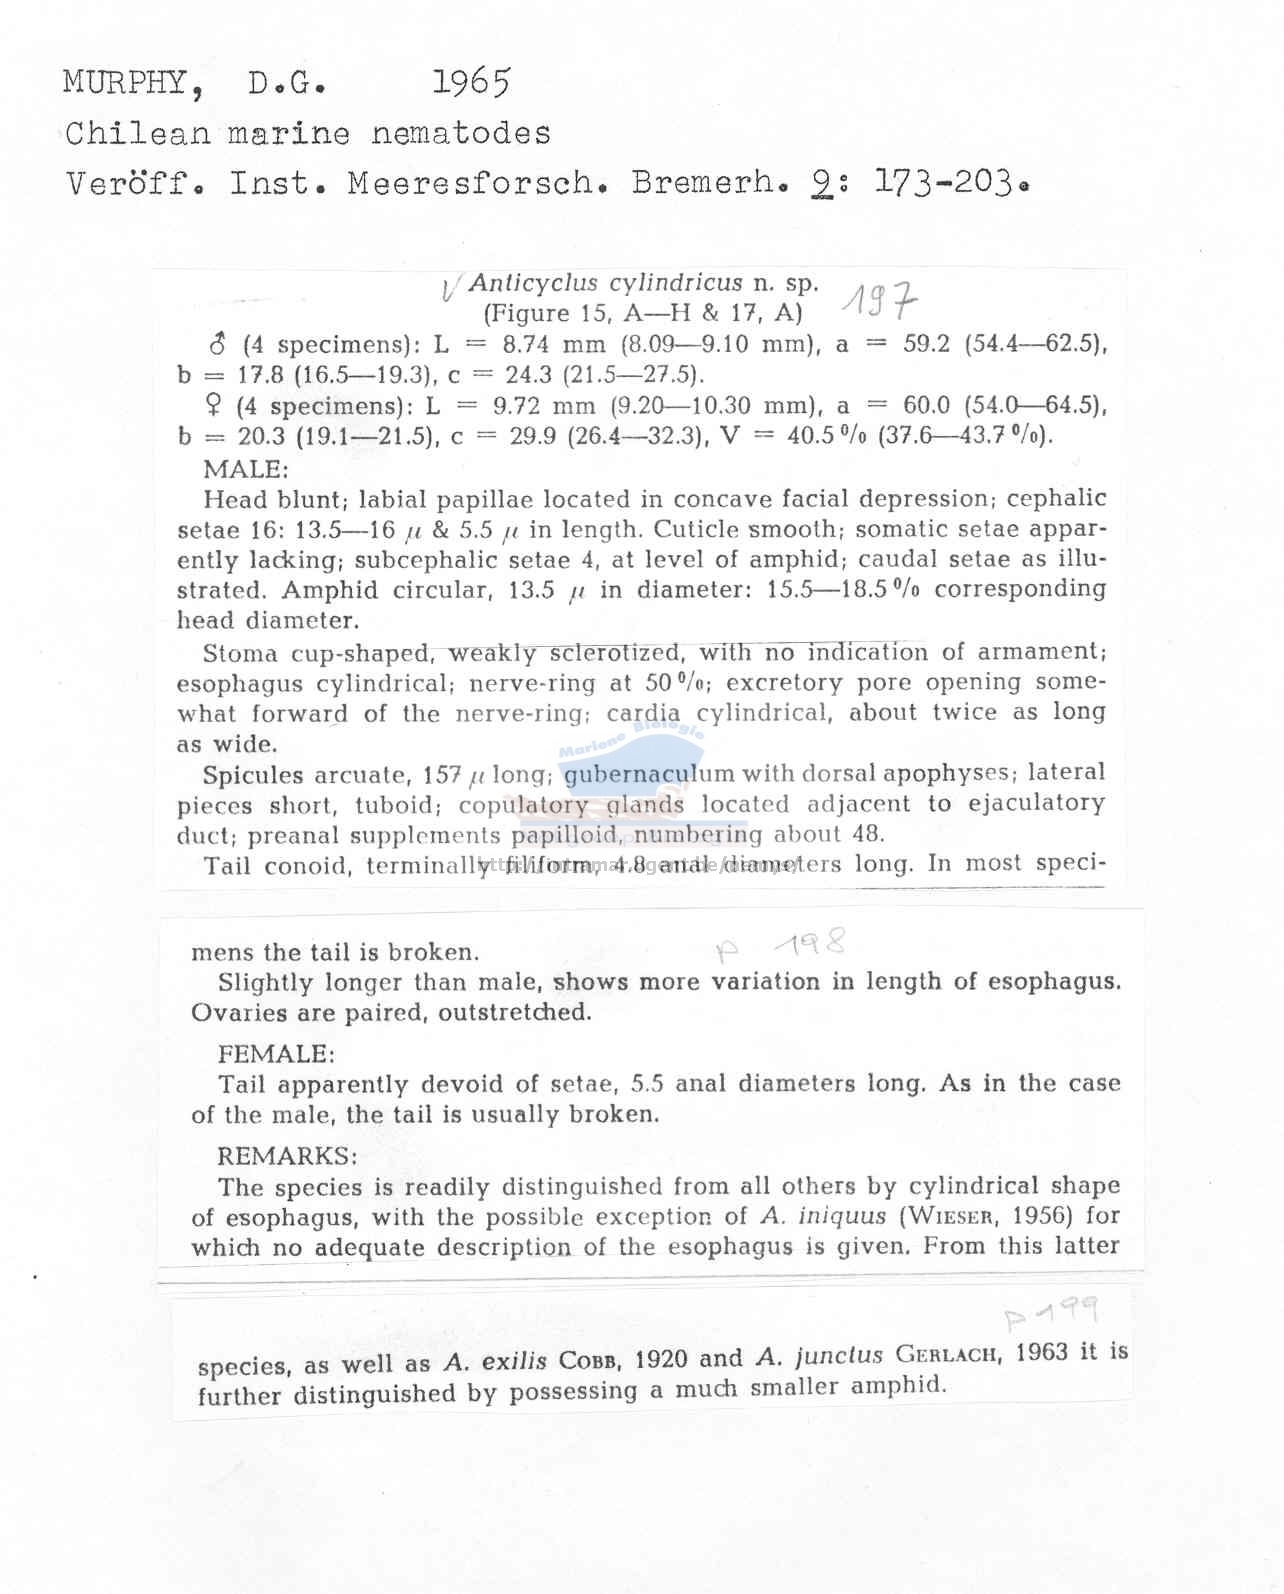 MURPHY, D.G. 1965
Chilean marine nematodes
Veröff. Inst. Meeresforsch. Bremerh. 9: 173-203.
Anticyclus cylindricus n. sp.
197
(Figure 15, A—H & 17, A)
♂ (4 specimens): L = 8.74 mm (8.09—9.10 mm), a = 59.2 (54.4—62.5),
b = 17.8 (16.5—19.3), c = 24.3 (21.5—27.5).
♀ (4 specimens): L = 9.72 mm (9.20—10.30 mm), a = 60.0 (54.0—64.5),
b = 20.3 (19.1—21.5), c = 29.9 (26.4—32.3), V = 40.5 % (37.6—43.7 %).
MALE:
Head blunt; labial papillae located in concave facial depression; cephalic
setae 16: 13.5—16 μ & 5.5 μ in length. Cuticle smooth; somatic setae appar-
ently lacking; subcephalic setae 4, at level of amphid; caudal setae as illu-
strated. Amphid circular, 13.5 μ in diameter: 15.5—18.5 % corresponding
head diameter.
Stoma cup-shaped, weakly sclerotized, with no indication of armament;
esophagus cylindrical; nerve-ring at 50 %; excretory pore opening some-
what forward of the nerve-ring; cardia cylindrical, about twice as long
as wide.
Mariene Biologie
Spicules arcuate, 157 μ long; gubernaculum with dorsal apophyses; lateral
pieces short, tuboid; copulatory glands located adjacent to ejaculatory
duct; preanal supplements papilloid, numbering about 48.
Tail conoid, terminally filiform, 4.8 anal diameters long. In most speci-
mens the tail is broken.
p 198
Slightly longer than male, shows more variation in length of esophagus.
Ovaries are paired, outstretched.
FEMALE:
Tail apparently devoid of setae, 5.5 anal diameters long. As in the case
of the male, the tail is usually broken.
REMARKS:
The species is readily distinguished from all others by cylindrical shape
of esophagus, with the possible exception of A. iniquus (WIESER, 1956) for
which no adequate description of the esophagus is given. From this latter
p 199
species, as well as A. exilis COBB, 1920 and A. junctus GERLACH, 1963 it is
further distinguished by possessing a much smaller amphid.